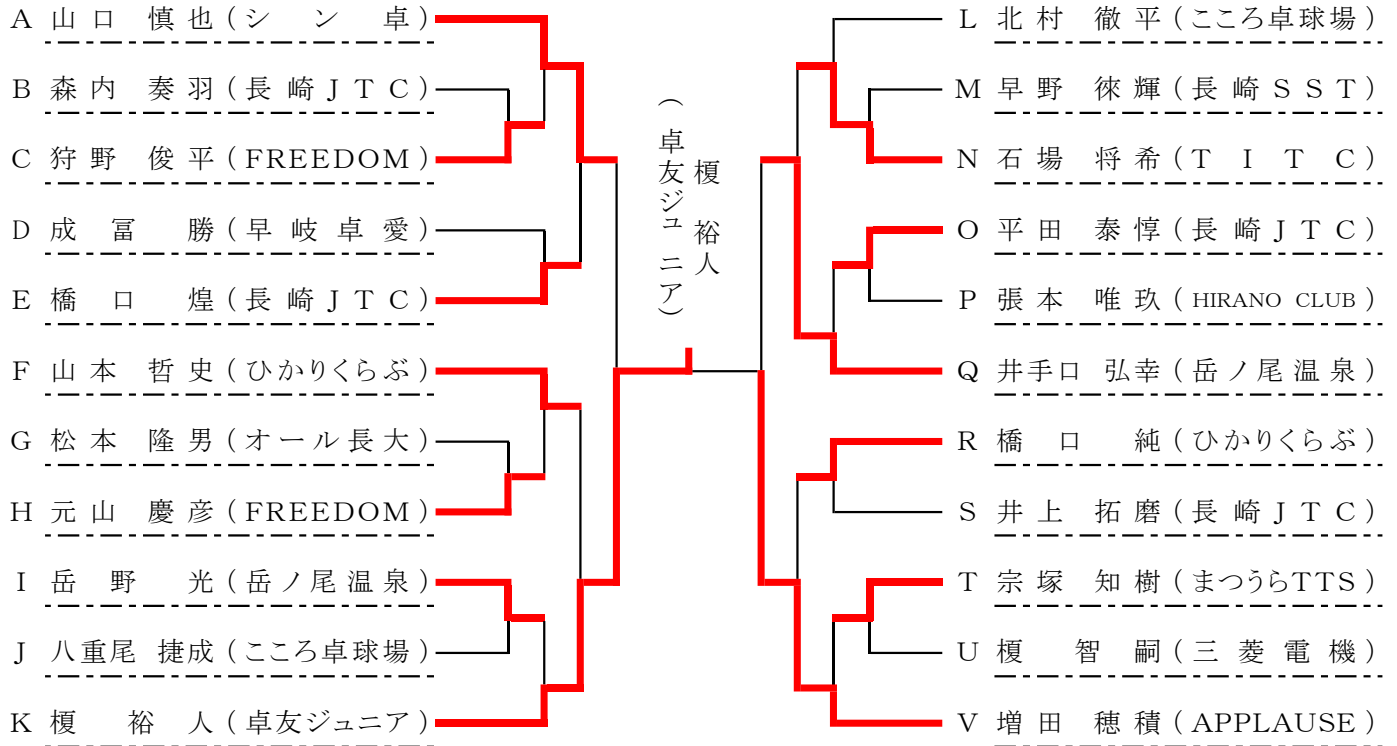 A 山口 慎也(シン 卓)
B 森内 奏羽(長崎JTC)
C 狩野 俊平(FREEDOM)
D 成冨 勝(早岐卓愛)
E 橋口 煌(長崎JTC)
F 山本 哲史(ひかりくらぶ)
G 松本 隆男(オール長大)
H 元山 慶彦(FREEDOM)
I 岳野 光(岳ノ尾温泉)
J 八重尾 捷成(こころ卓球場)
K 榎 裕人(卓友ジュニア)
榎 裕人
(卓友ジュニア)
L 北村 徹平(こころ卓球場)
M 早野 徠輝(長崎SST)
N 石場 将希(TITC)
O 平田 泰惇(長崎JTC)
P 張本 唯玖(HIRANO CLUB)
Q 井手口 弘幸(岳ノ尾温泉)
R 橋口 純(ひかりくらぶ)
S 井上 拓磨(長崎JTC)
T 宗塚 知樹(まつうらTTS)
U 榎 智嗣(三菱電機)
V 増田 穂積(APPLAUSE)